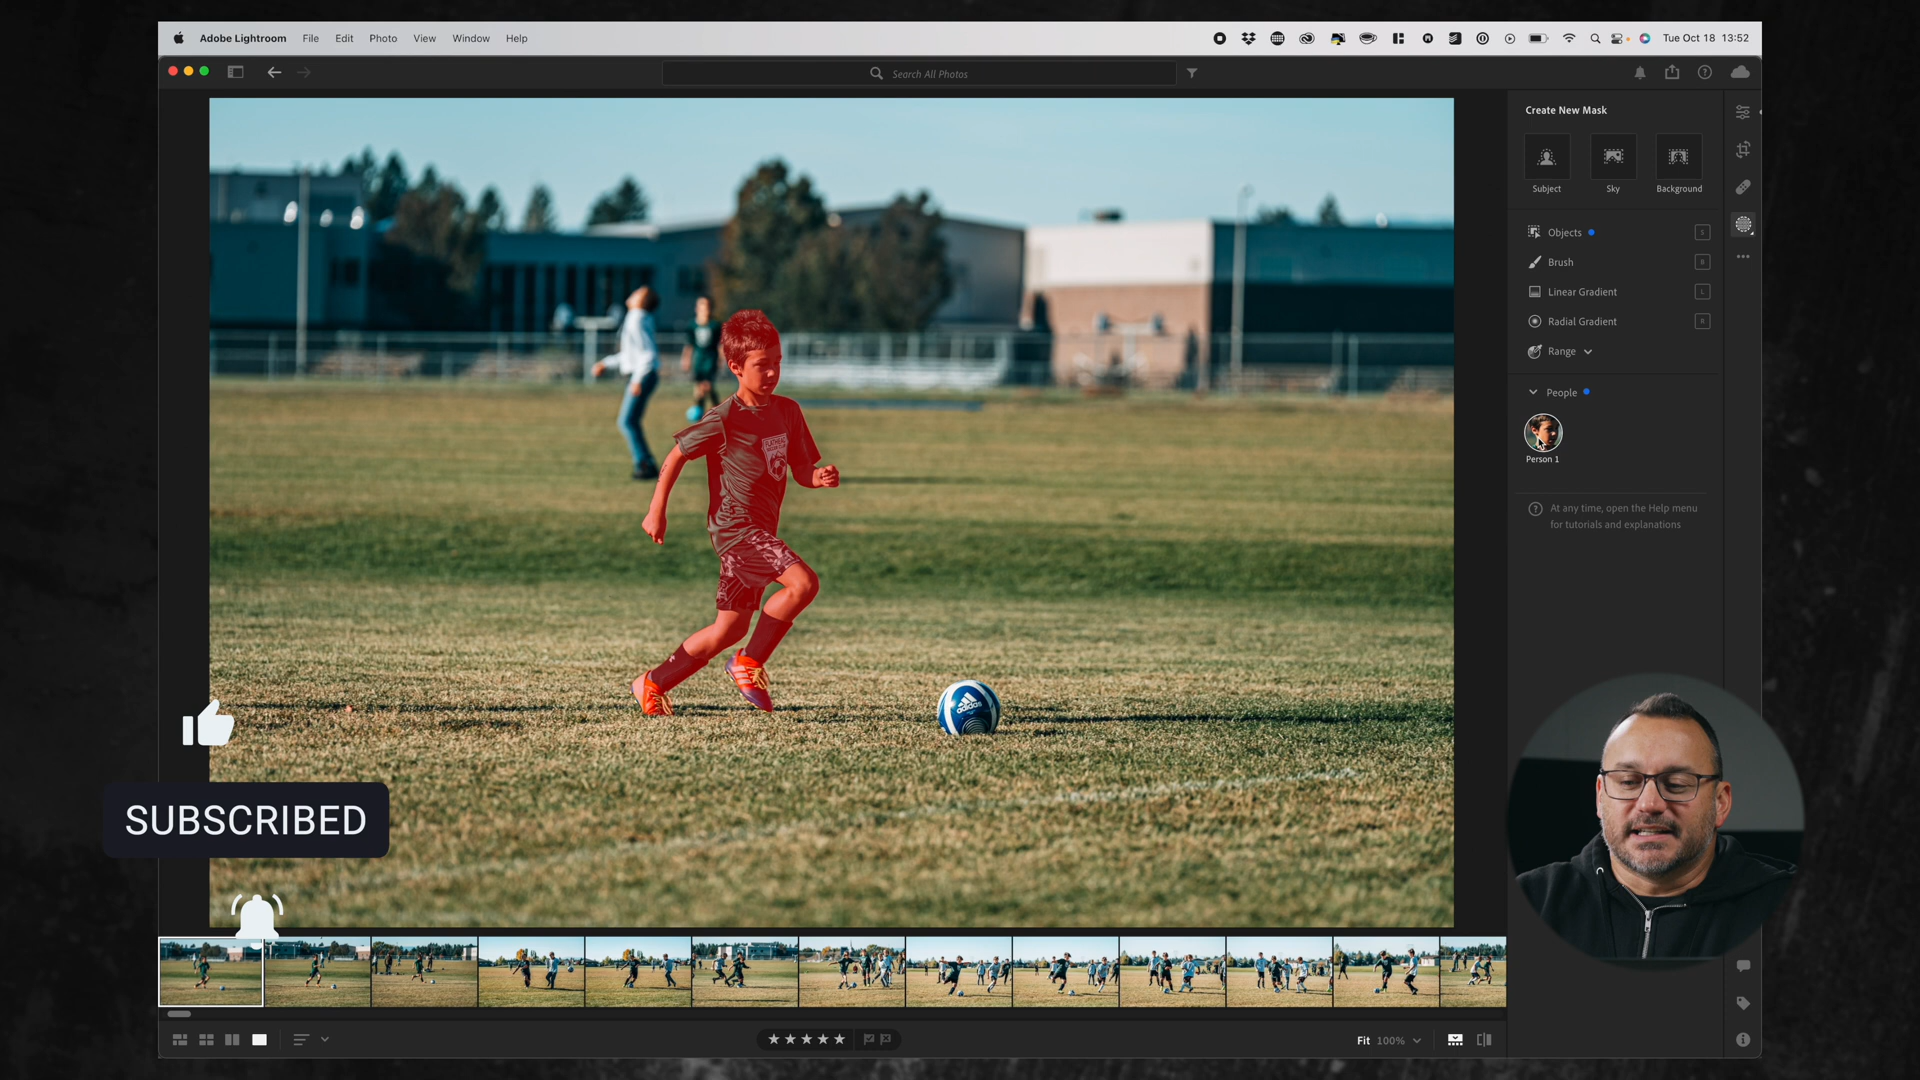 Adobe Lightroom File Edit Photo View Window Help
Tue Oct 18 13:52
Search All Photos
Create New Mask
Subject
Sky
Background
Objects
S
Brush
B
Linear Gradient
L
Radial Gradient
R
Range
People
Person 1
At any time, open the Help menu
for tutorials and explanations
adidas
SUBSCRIBED
Fit 100%